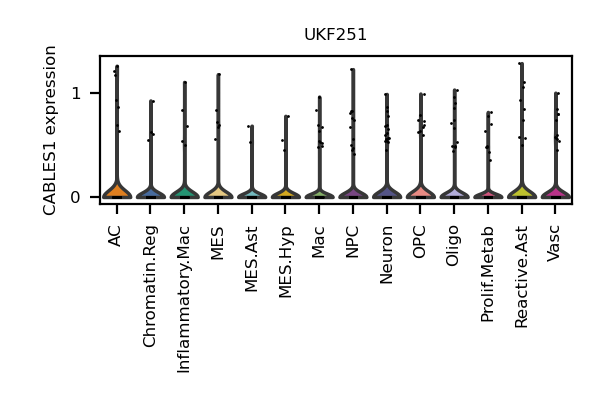 UKF251
CABLES1 expression
1
0
AC
Chromatin.Reg
Inflammatory.Mac
MES
MES.Ast
MES.Hyp
Mac
NPC
Neuron
OPC
Oligo
Prolif.Metab
Reactive.Ast
Vasc